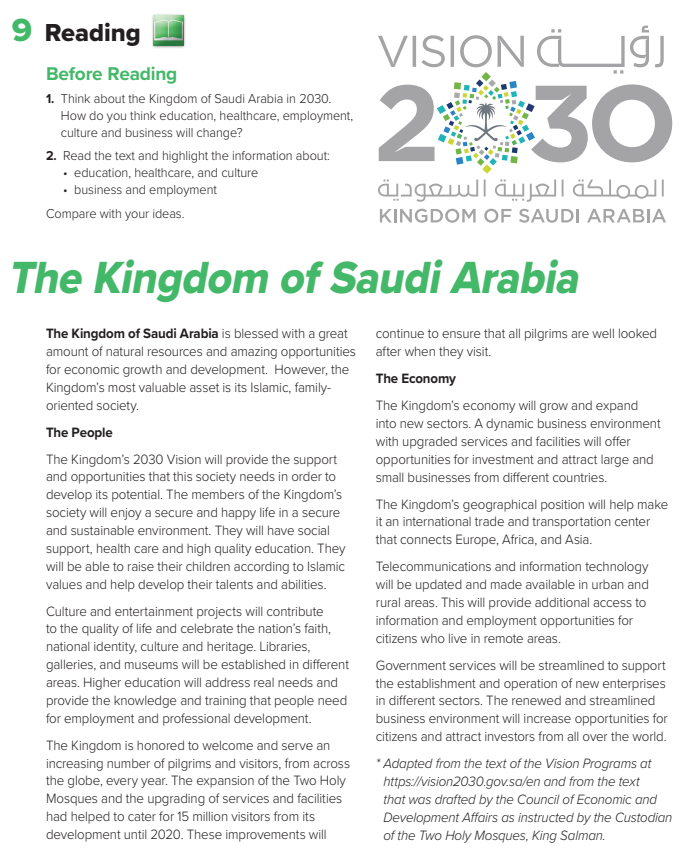 9 Reading
Before Reading
1. Think about the Kingdom of Saudi Arabia in 2030.
How do you think education, healthcare, employment,
culture and business will change?
2. Read the text and highlight the information about:
• education, healthcare, and culture
• business and employment
Compare with your ideas.
VISION رؤيــة
2030
المملكة العربية السعودية
KINGDOM OF SAUDI ARABIA
The Kingdom of Saudi Arabia
The Kingdom of Saudi Arabia is blessed with a great
amount of natural resources and amazing opportunities
for economic growth and development. However, the
Kingdom's most valuable asset is its Islamic, family-
oriented society.
The People
The Kingdom's 2030 Vision will provide the support
and opportunities that this society needs in order to
develop its potential. The members of the Kingdom's
society will enjoy a secure and happy life in a secure
and sustainable environment. They will have social
support, health care and high quality education. They
will be able to raise their children according to Islamic
values and help develop their talents and abilities.
Culture and entertainment projects will contribute
to the quality of life and celebrate the nation's faith,
national identity, culture and heritage. Libraries,
galleries, and museums will be established in different
areas. Higher education will address real needs and
provide the knowledge and training that people need
for employment and professional development.
The Kingdom is honored to welcome and serve an
increasing number of pilgrims and visitors, from across
the globe, every year. The expansion of the Two Holy
Mosques and the upgrading of services and facilities
had helped to cater for 15 million visitors from its
development until 2020. These improvements will
continue to ensure that all pilgrims are well looked
after when they visit.
The Economy
The Kingdom's economy will grow and expand
into new sectors. A dynamic business environment
with upgraded services and facilities will offer
opportunities for investment and attract large and
small businesses from different countries.
The Kingdom's geographical position will help make
it an international trade and transportation center
that connects Europe, Africa, and Asia.
Telecommunications and information technology
will be updated and made available in urban and
rural areas. This will provide additional access to
information and employment opportunities for
citizens who live in remote areas.
Government services will be streamlined to support
the establishment and operation of new enterprises
in different sectors. The renewed and streamlined
business environment will increase opportunities for
citizens and attract investors from all over the world.
* Adapted from the text of the Vision Programs at
https://vision2030.gov.sa/en and from the text
that was drafted by the Council of Economic and
Development Affairs as instructed by the Custodian
of the Two Holy Mosques, King Salman.